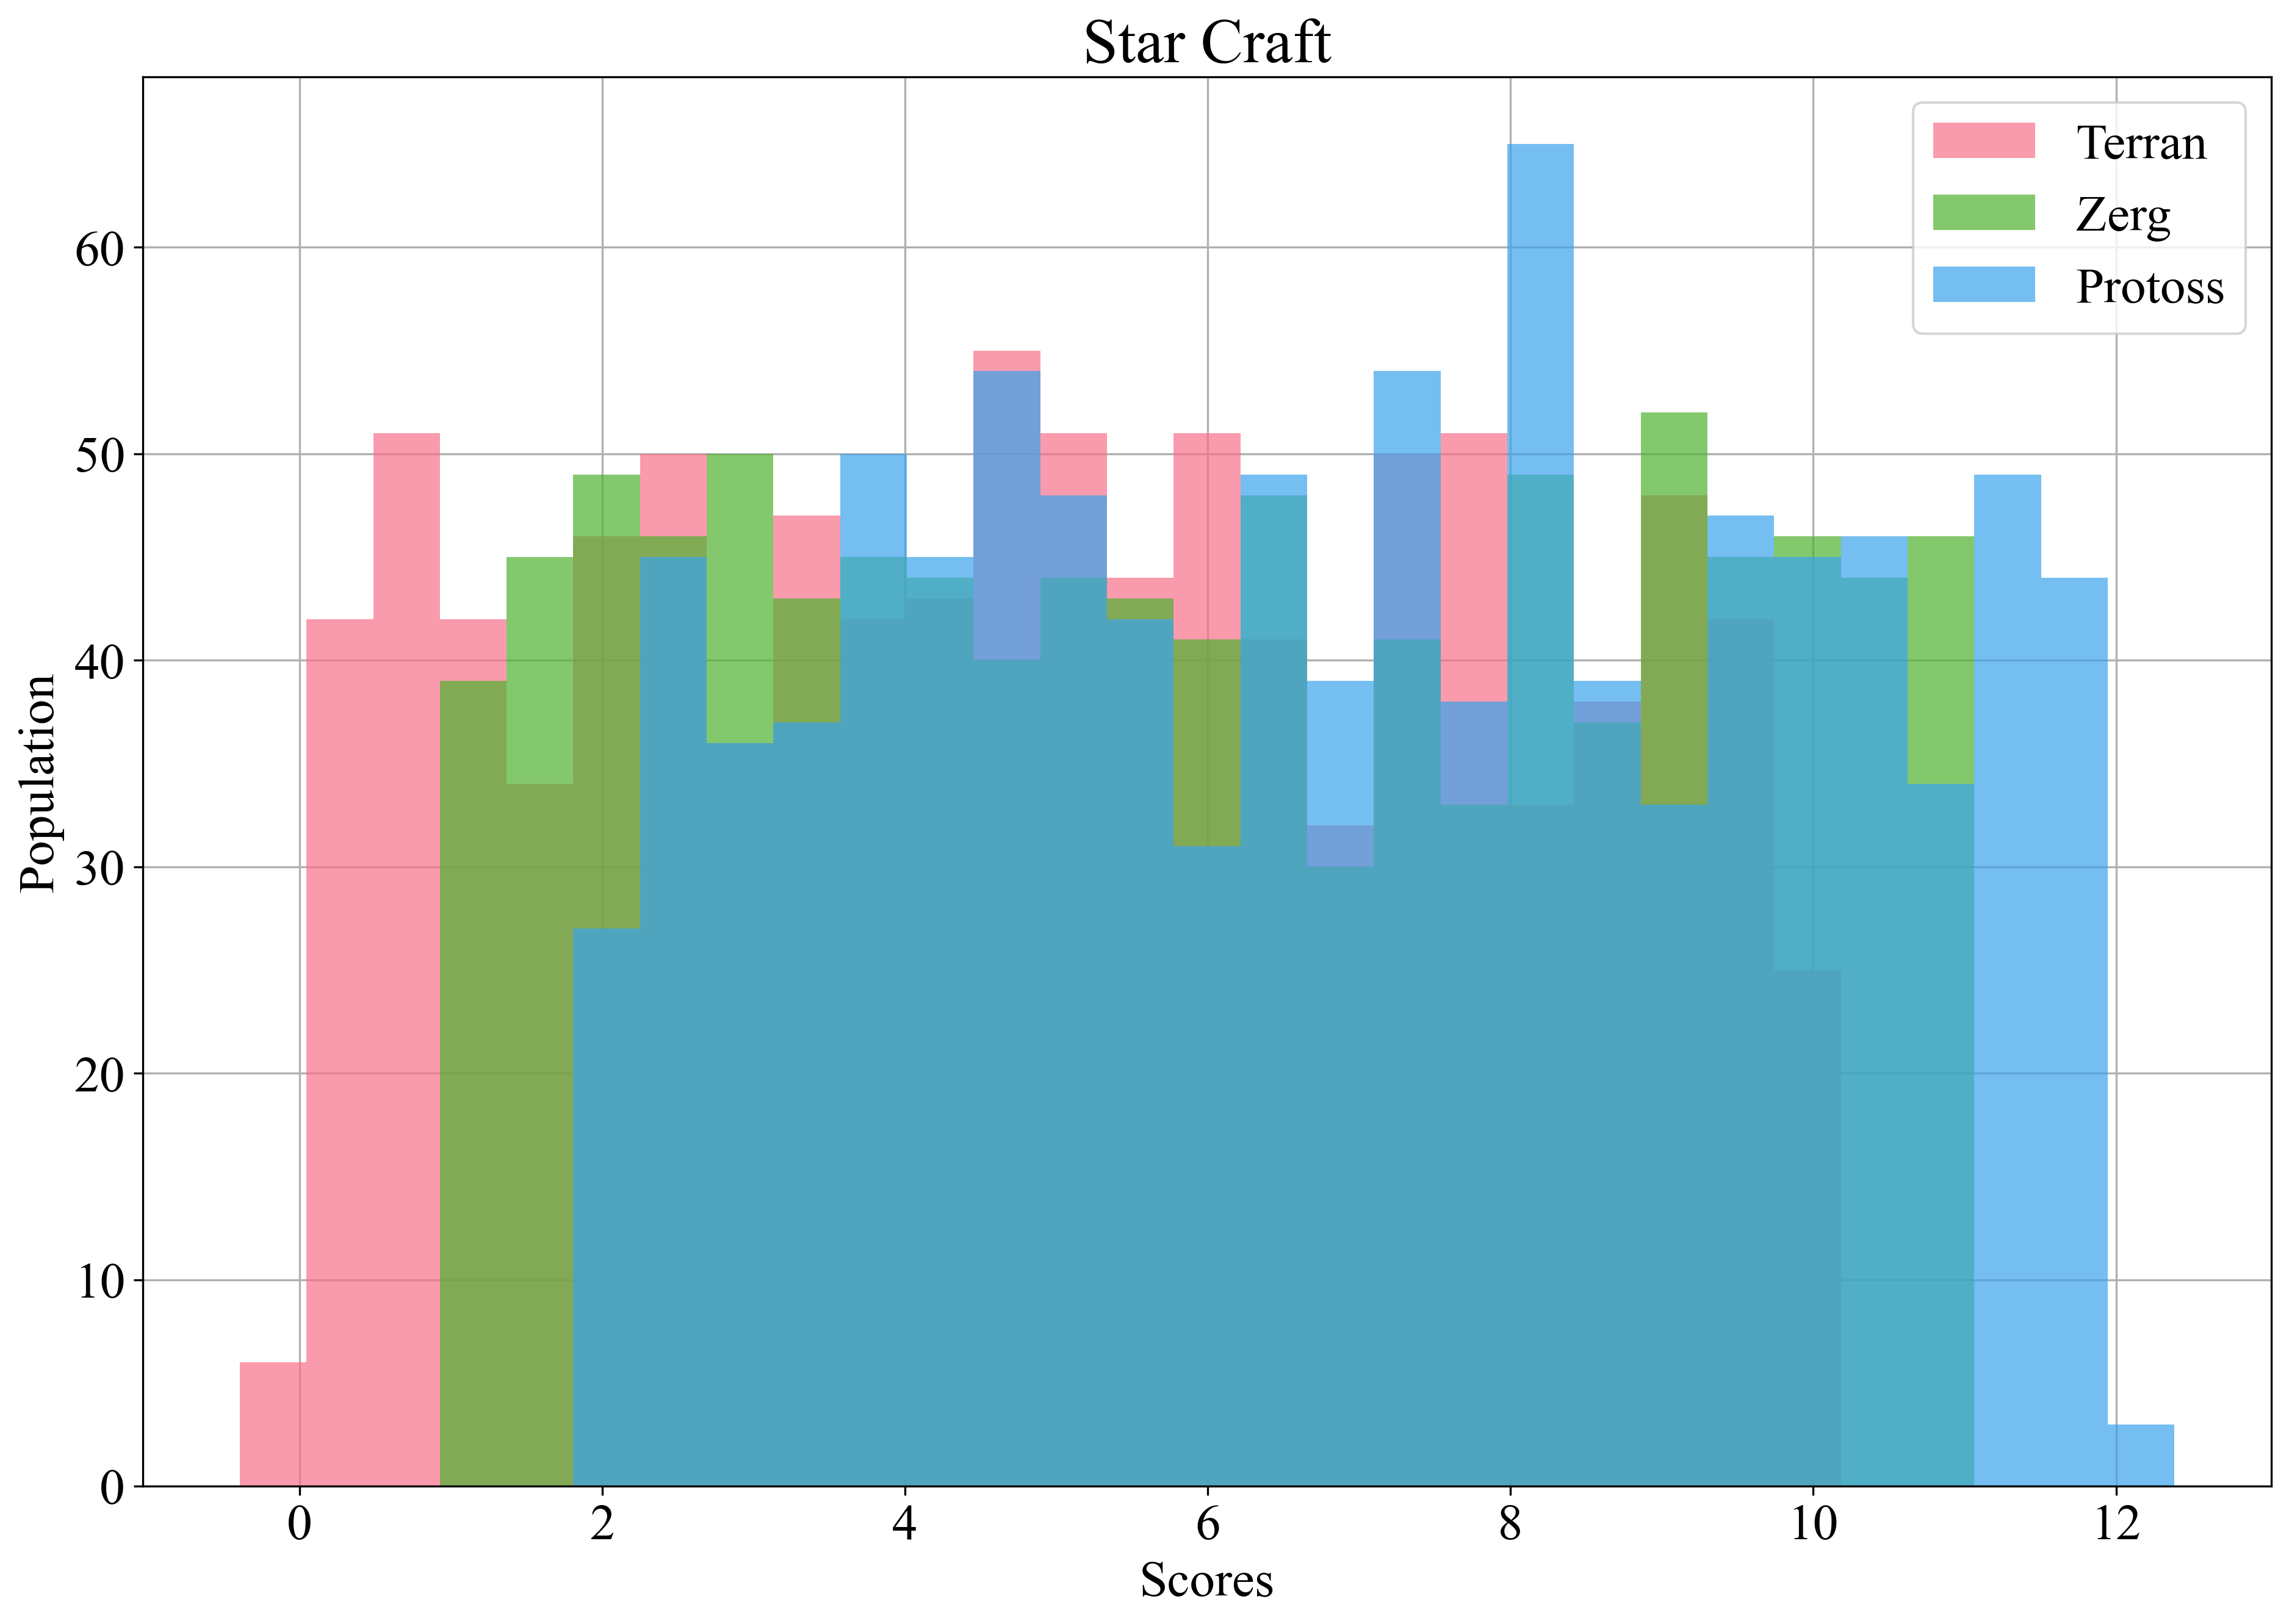 Star Craft
Terran
Zerg
Protoss
60
50
40
30
20
10
0
Population
0 2 4 6 8 10 12
Scores